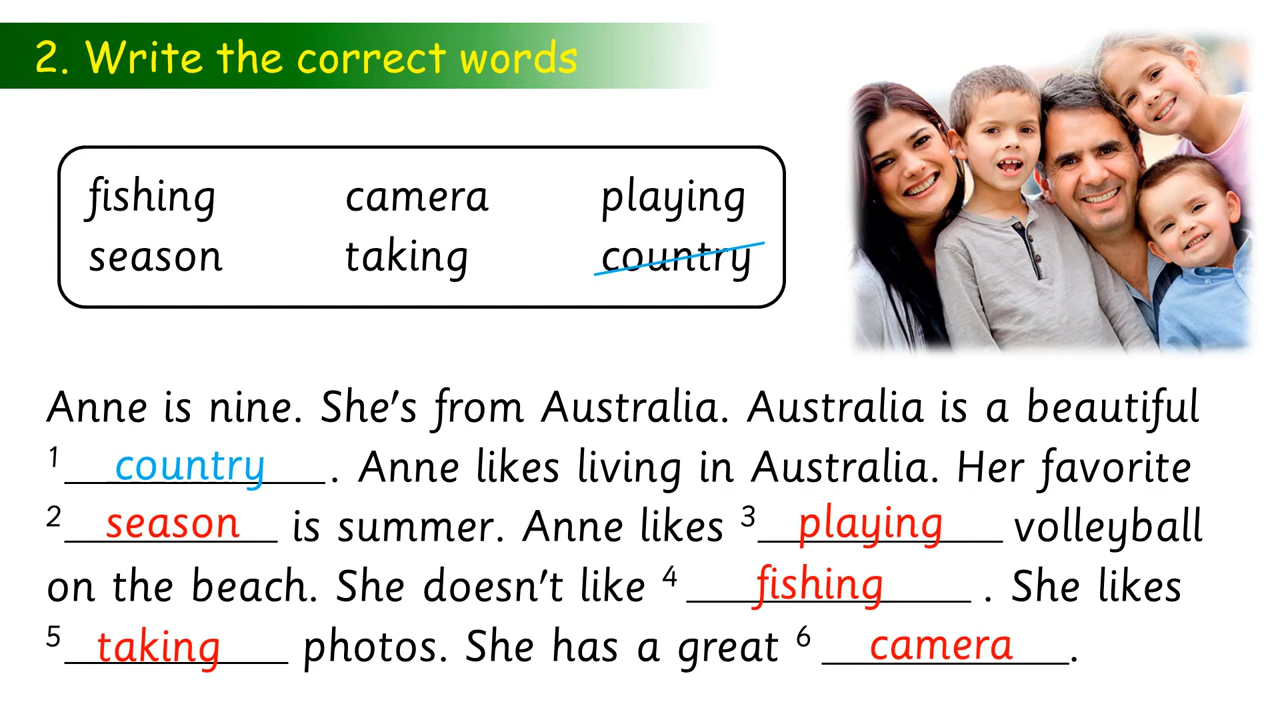 2. Write the correct words
fishing camera playing
season taking country
Anne is nine. She's from Australia. Australia is a beautiful
1 country. Anne likes living in Australia. Her favorite
2 season is summer. Anne likes 3 playing volleyball
on the beach. She doesn't like 4 fishing. She likes
5 taking photos. She has a great 6 camera.